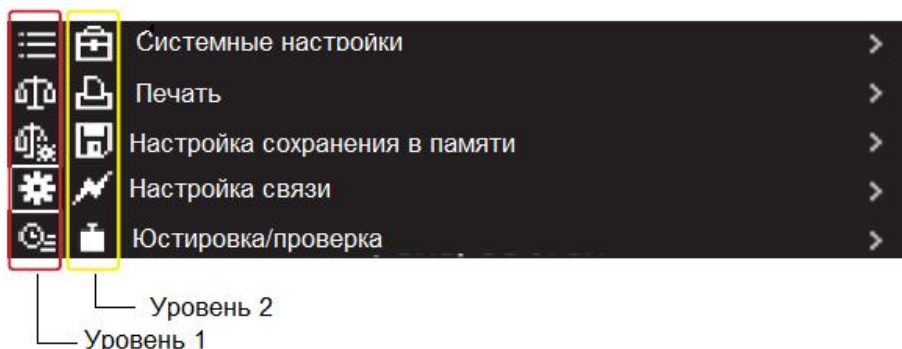 Системные настройки
Печать
Настройка сохранения в памяти
Настройка связи
Юстировка/проверка
Уровень 2
Уровень 1